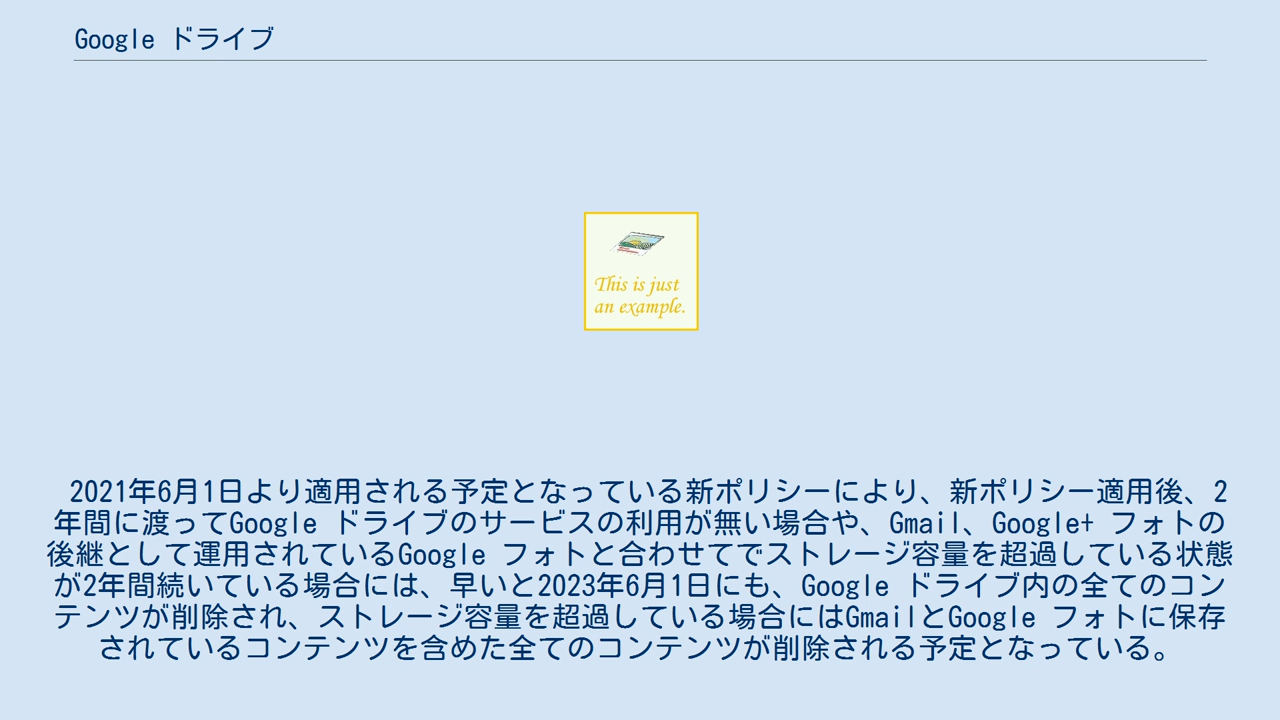 Google ドライブ
This is just
an example.
2021年6月1日より適用される予定となっている新ポリシーにより、新ポリシー適用後、2
年間に渡ってGoogle ドライブのサービスの利用が無い場合や、Gmail、Google+ フォトの
後継として運用されているGoogle フォトと合わせてでストレージ容量を超過している状態
が2年間続いている場合には、早いと2023年6月1日にも、Google ドライブ内の全てのコン
テンツが削除され、ストレージ容量を超過している場合にはGmailとGoogle フォトに保存
されているコンテンツを含めた全てのコンテンツが削除される予定となっている。